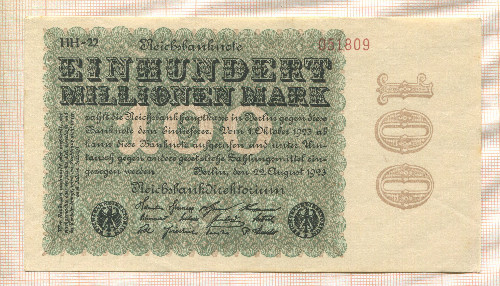 HH-22 Reichsbanknote 051809
EINHUNDERT
MILLIONEN MARK
zahlt die Reichsbankhauptkasse in Berlin gegen diese
Banknote dem Einlieferer. Vom 1. Oktober 1923 ab
kann diese Banknote aufgerufen und unter Um-
tausch gegen andere gesetzliche Zahlungsmittel ein-
gezogen werden. Berlin, den 22. August 1923
Reichsbankdirektorium
100